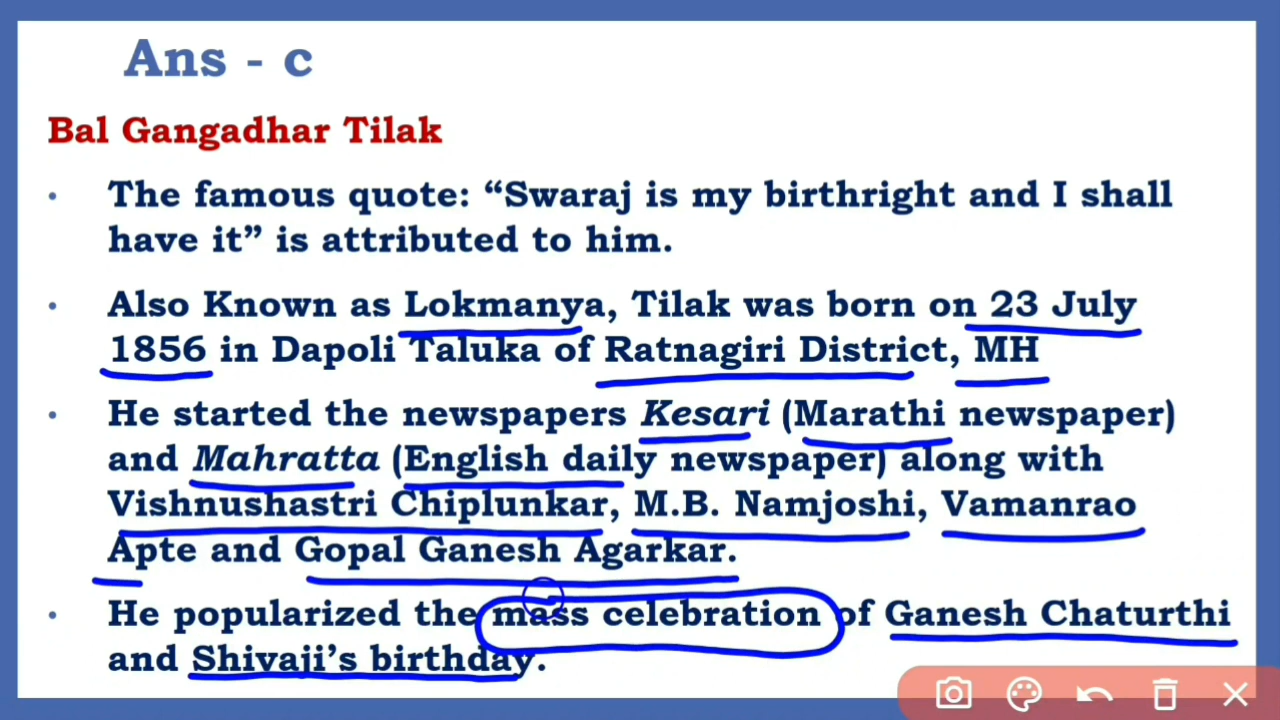 Ans - c
Bal Gangadhar Tilak
• The famous quote: “Swaraj is my birthright and I shall
have it” is attributed to him.
• Also Known as Lokmanya, Tilak was born on 23 July
1856 in Dapoli Taluka of Ratnagiri District, MH
• He started the newspapers Kesari (Marathi newspaper)
and Mahratta (English daily newspaper) along with
Vishnushastri Chiplunkar, M.B. Namjoshi, Vamanrao
Apte and Gopal Ganesh Agarkar.
• He popularized the mass celebration of Ganesh Chaturthi
and Shivaji’s birthday.